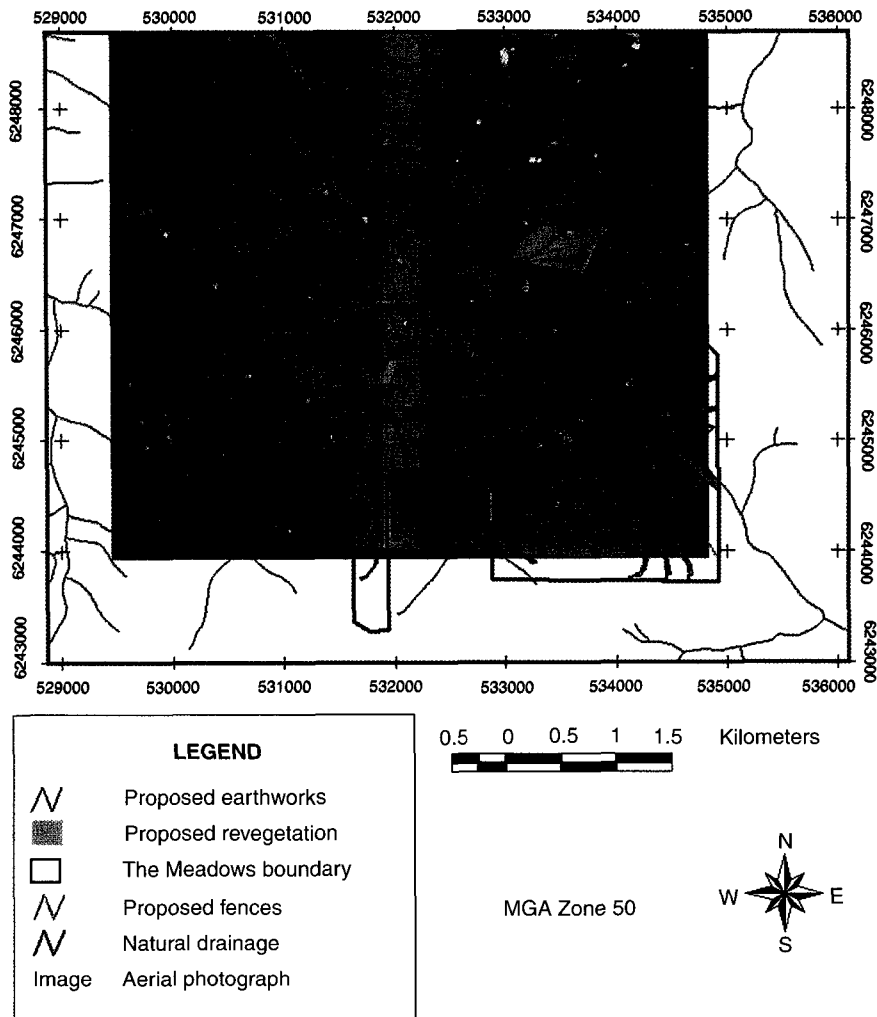 529000 530000 531000 532000 533000 534000 535000 536000
6248000 6248000
6247000 6247000
6246000 6246000
6245000 6245000
6244000 6244000
6243000 6243000
529000 530000 531000 532000 533000 534000 535000 536000
LEGEND
Proposed earthworks
Proposed revegetation
The Meadows boundary
Proposed fences
Natural drainage
Image Aerial photograph
0.5 0 0.5 1 1.5 Kilometers
MGA Zone 50
N
W E
S